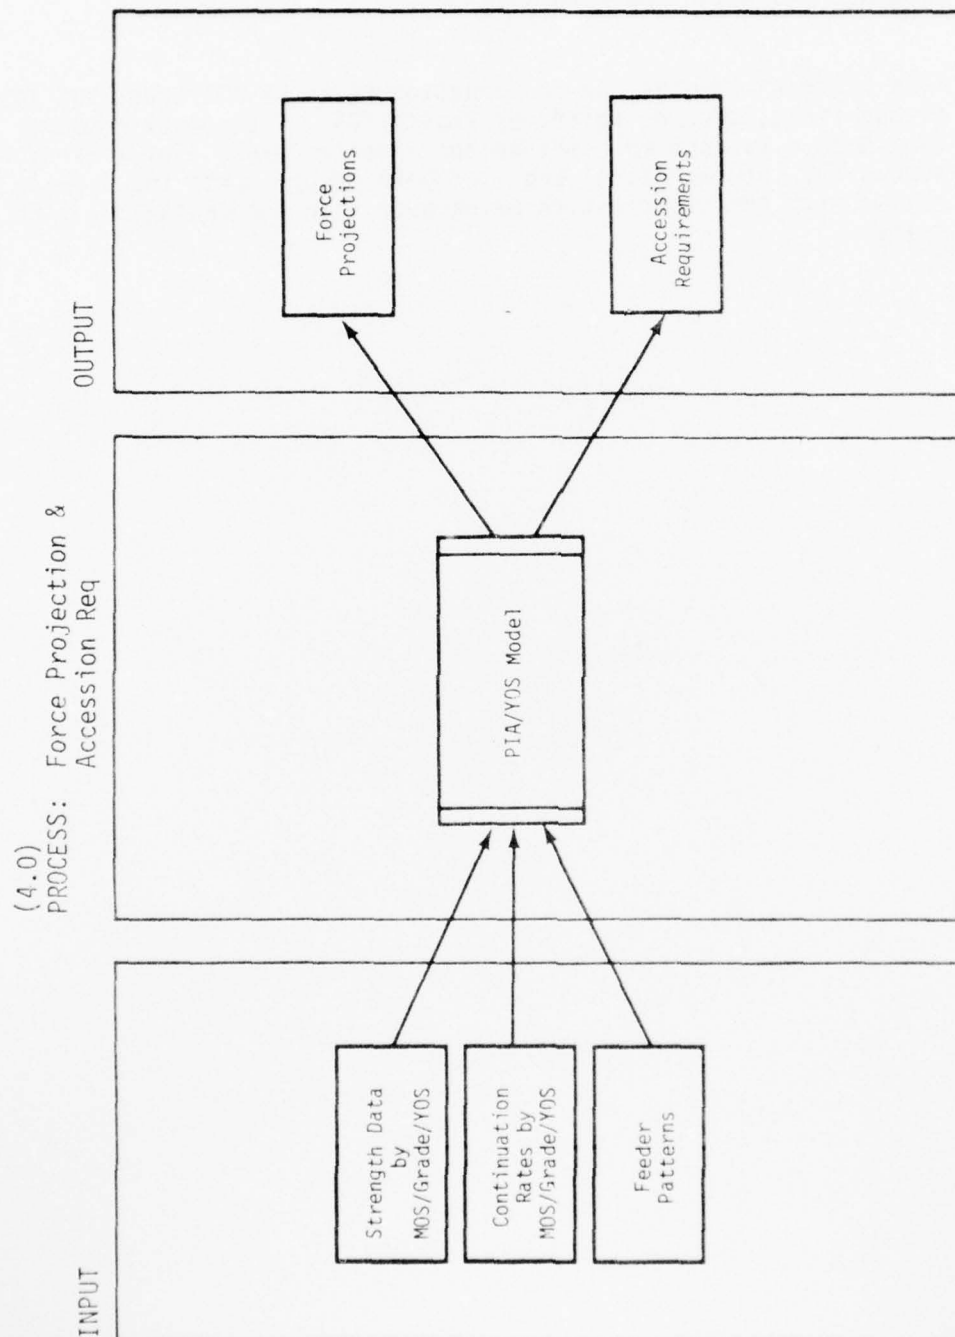 (4.0)
PROCESS: Force Projection &
Accession Req
INPUT
OUTPUT
Strength Data
by
MOS/Grade/YOS
Continuation
Rates by
MOS/Grade/YOS
Feeder
Patterns
PIA/YOS Model
Force
Projections
Accession
Requirements